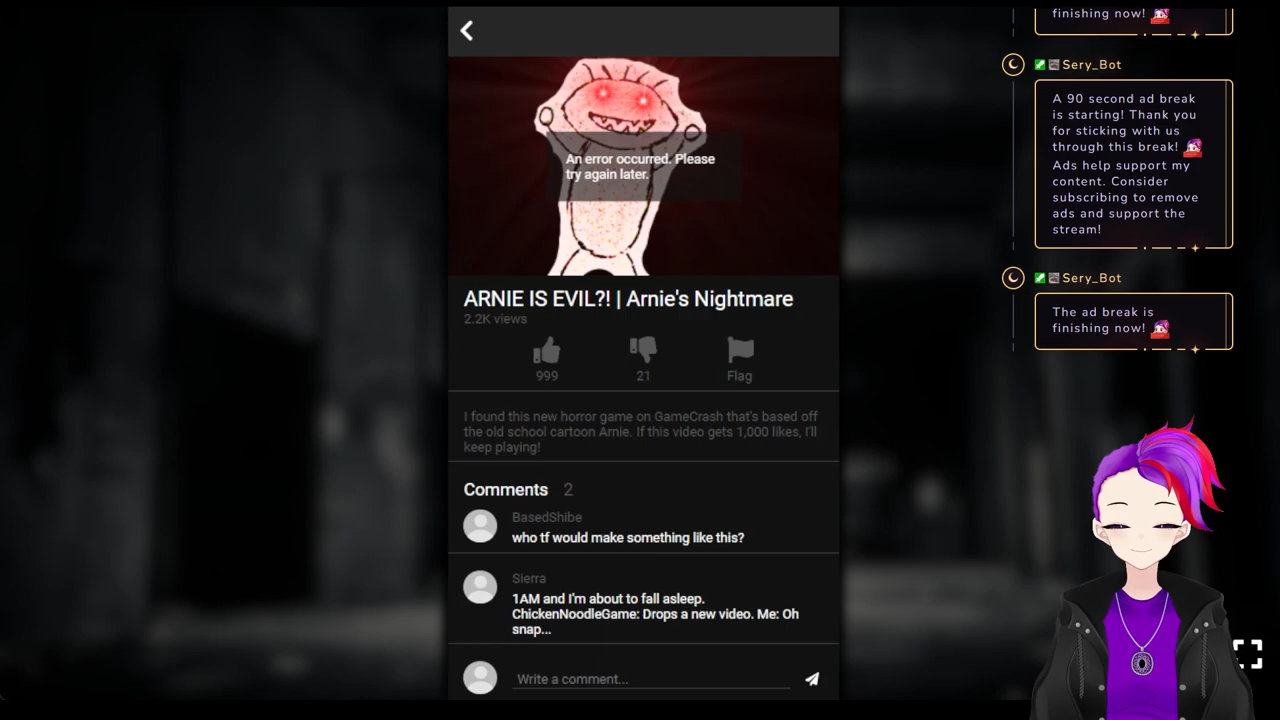 An error occurred. Please
try again later.
ARNIE IS EVIL?! | Arnie's Nightmare
2.2K views
999
21
Flag
I found this new horror game on GameCrash that's based off
the old school cartoon Arnie. If this video gets 1,000 likes, I'll
keep playing!
Comments 2
BasedShibe
who tf would make something like this?
Sierra
1AM and I'm about to fall asleep.
ChickenNoodleGame: Drops a new video. Me: Oh
snap...
Write a comment...
finishing now!
Sery_Bot
A 90 second ad break
is starting! Thank you
for sticking with us
through this break!
Ads help support my
content. Consider
subscribing to remove
ads and support the
stream!
Sery_Bot
The ad break is
finishing now!